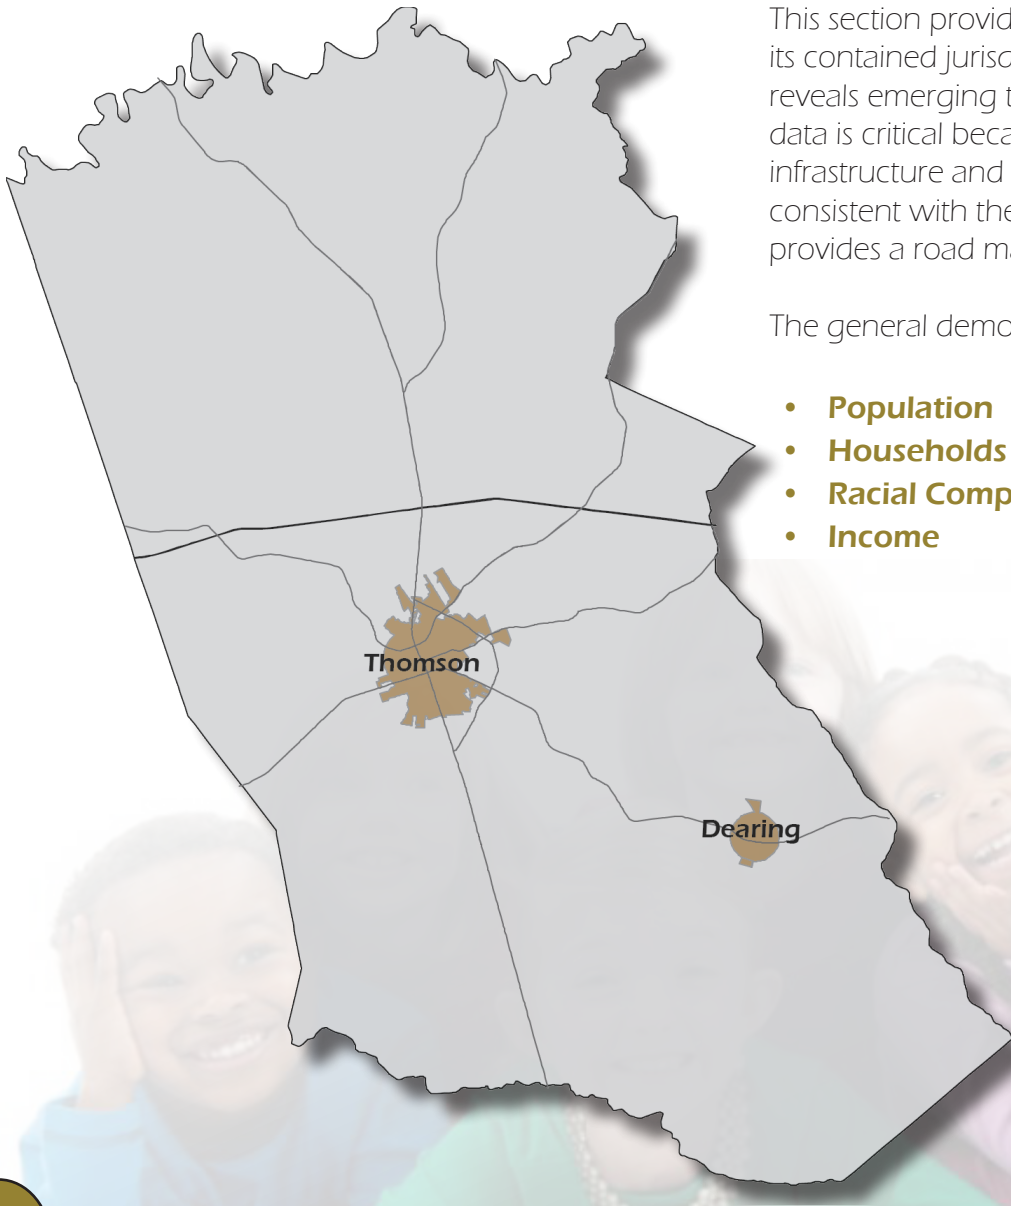 This section provid
its contained jurisd
reveals emerging t
data is critical beca
infrastructure and
consistent with the
provides a road ma
The general demo
• Population
• Households
• Racial Comp
• Income
Thomson
Dearing